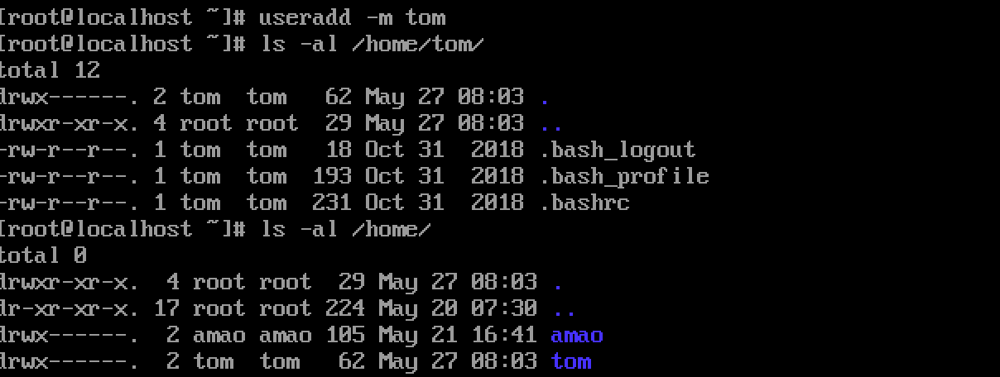 [root@localhost ~]# useradd -m tom
[root@localhost ~]# ls -al /home/tom/
total 12
drwx------. 2 tom  tom   62 May 27 08:03 .
drwxr-xr-x. 4 root root  29 May 27 08:03 ..
-rw-r--r--. 1 tom  tom   18 Oct 31  2018 .bash_logout
-rw-r--r--. 1 tom  tom  193 Oct 31  2018 .bash_profile
-rw-r--r--. 1 tom  tom  231 Oct 31  2018 .bashrc
[root@localhost ~]# ls -al /home/
total 0
drwxr-xr-x.  4 root root  29 May 27 08:03 .
dr-xr-xr-x. 17 root root 224 May 20 07:30 ..
drwx------.  2 amao amao 105 May 21 16:41 amao
drwx------.  2 tom  tom   62 May 27 08:03 tom